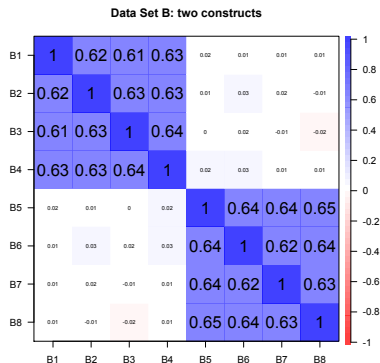 Data Set B: two constructs
B1 1 0.62 0.61 0.63 0.02 0.01 0.01 0.01
B2 0.62 1 0.63 0.63 0.01 0.03 0.02 -0.01
B3 0.61 0.63 1 0.64 0 0.02 -0.01 -0.02
B4 0.63 0.63 0.64 1 0.02 0.03 0.01 0.01
B5 0.02 0.01 0 0.02 1 0.64 0.64 0.65
B6 0.01 0.03 0.02 0.03 0.64 1 0.62 0.64
B7 0.01 0.02 -0.01 0.01 0.64 0.62 1 0.63
B8 0.01 -0.01 -0.02 0.01 0.65 0.64 0.63 1
B1 B2 B3 B4 B5 B6 B7 B8
1
0.8
0.6
0.4
0.2
0
-0.2
-0.4
-0.6
-0.8
-1